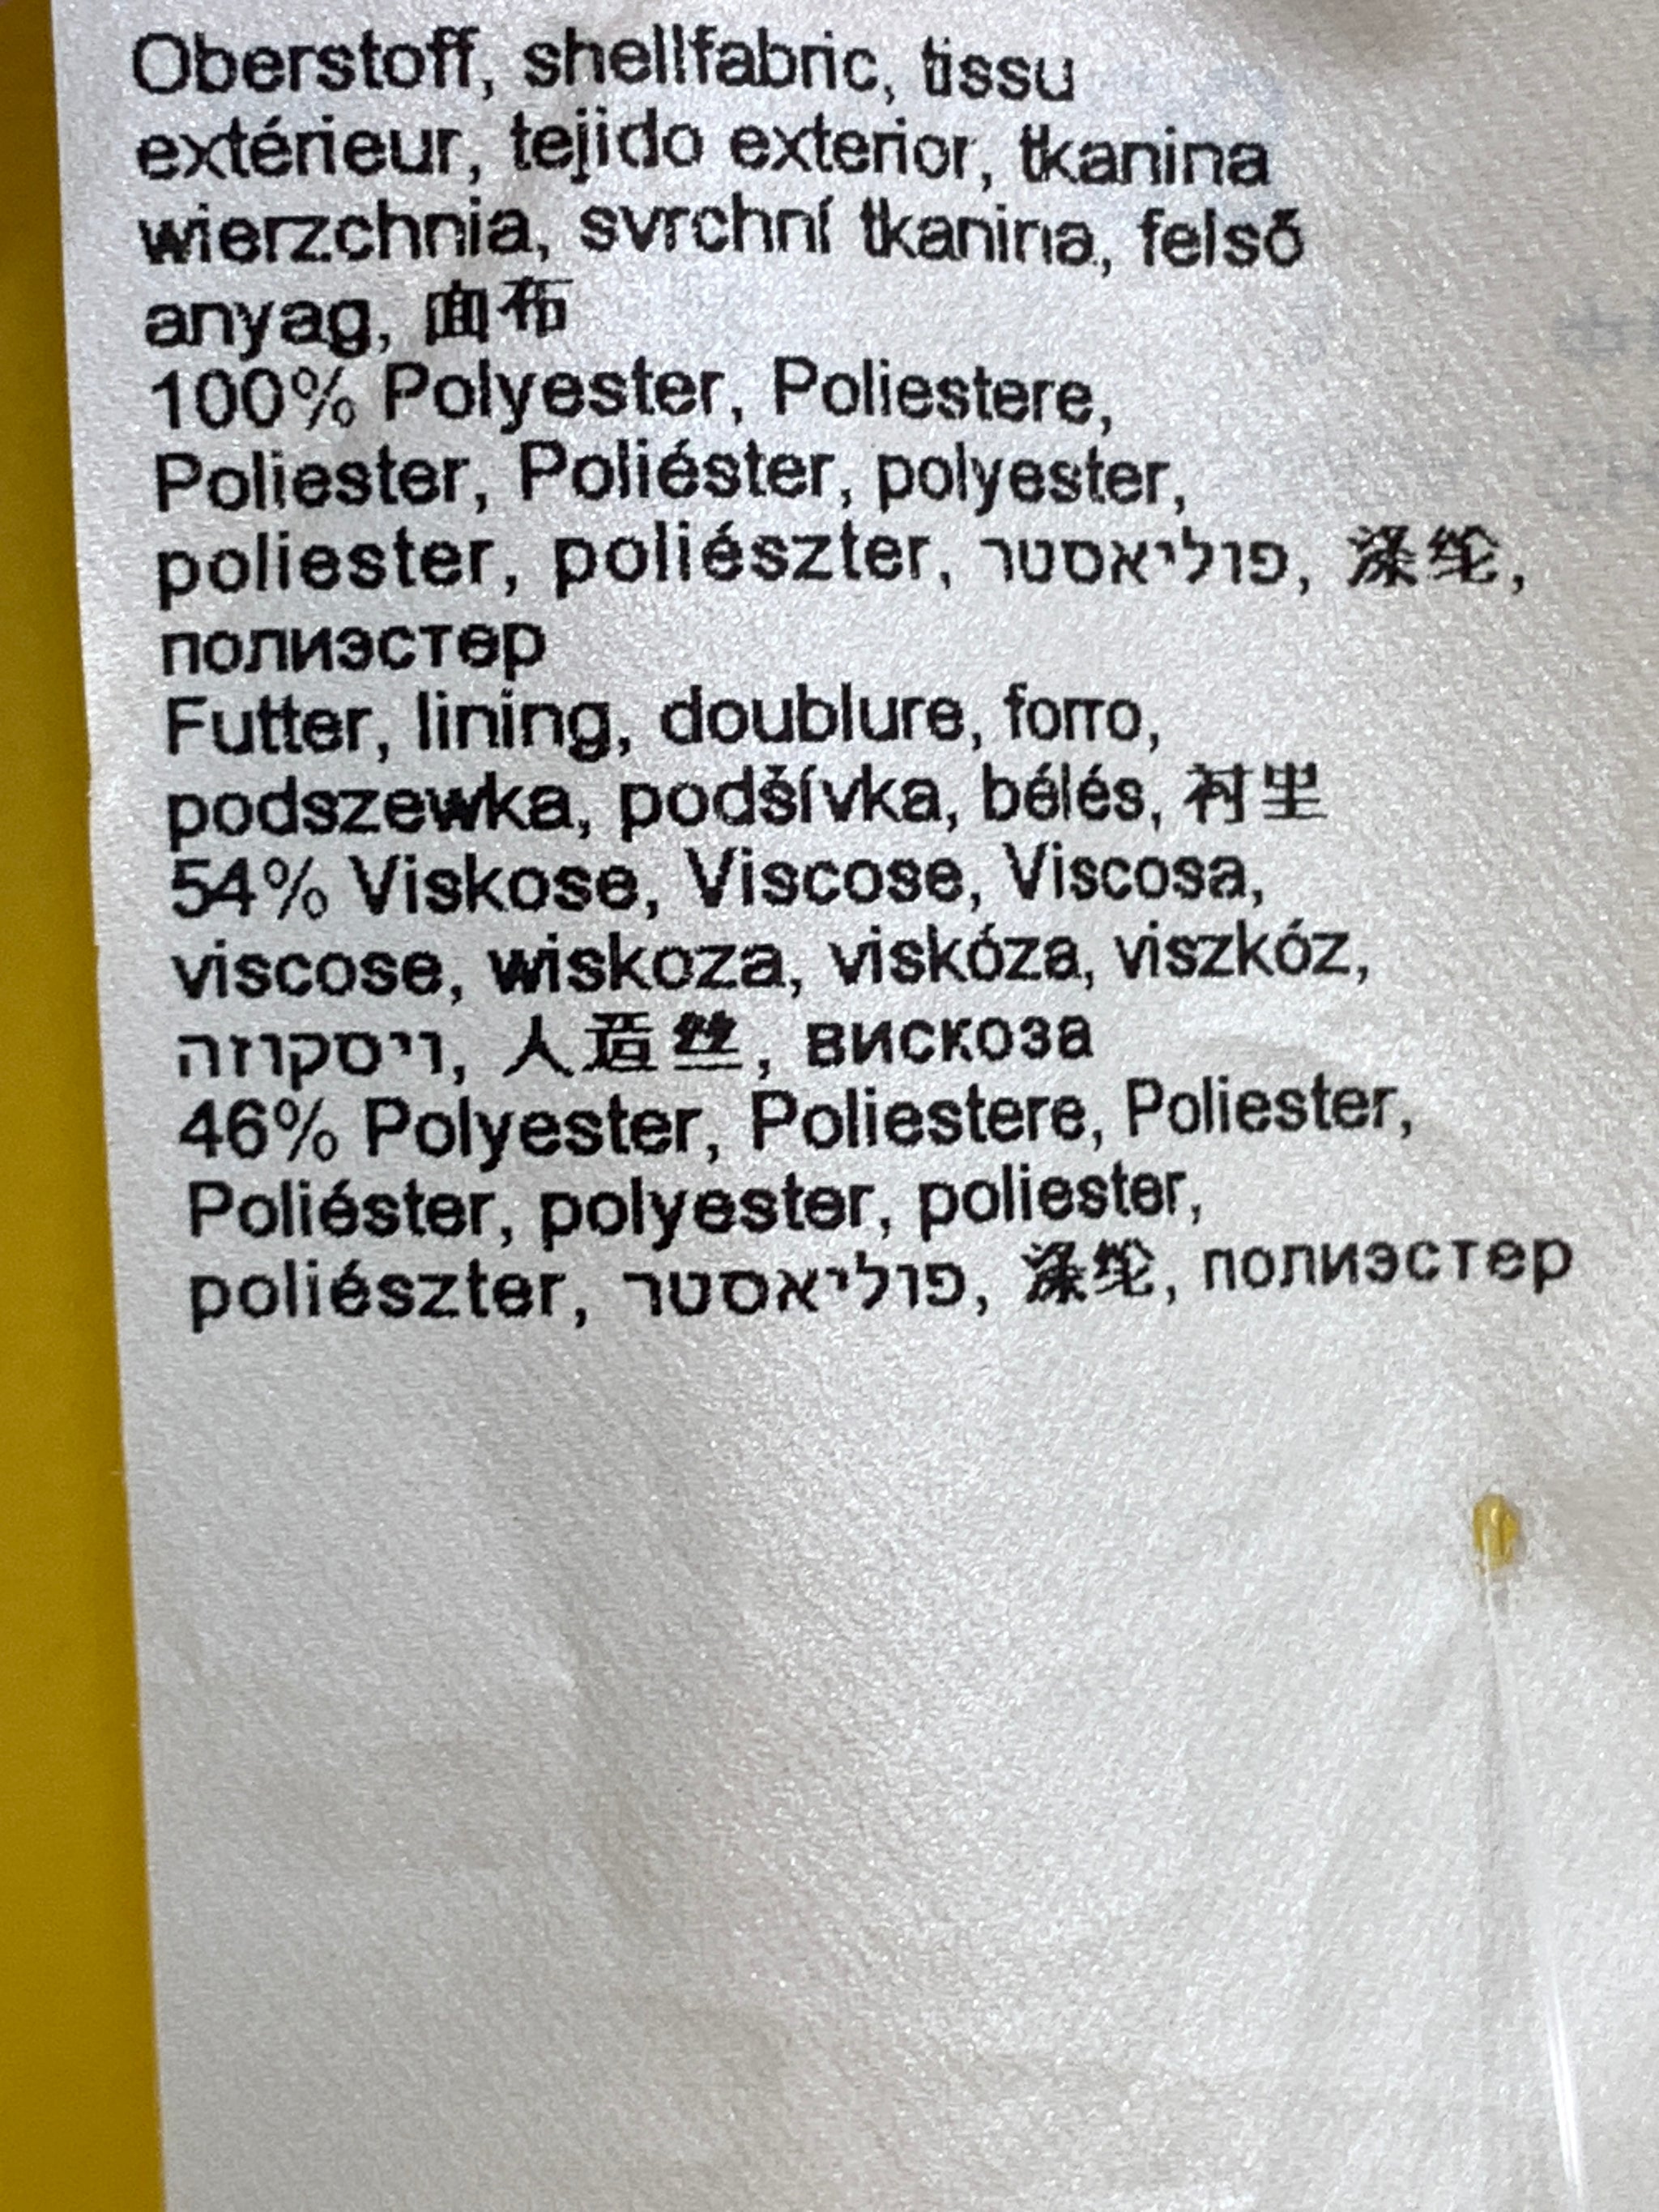 Oberstoff, shellfabric, tissu
extérieur, tejido exterior, tkanina
wierzchnia, svrchní tkanina, felső
anyag, 面布
100% Polyester, Poliestere,
Poliester, Poliéster, polyester,
poliester, poliészter, פוליאסטר, 涤纶,
полиэстер
Futter, lining, doublure, forro,
podszewka, podšívka, bélés, 衬里
54% Viskose, Viscose, Viscosa,
viscose, wiskoza, viskóza, viszkóz,
ויסקוזה, 人造丝, вискоза
46% Polyester, Poliestere, Poliester,
Poliéster, polyester, poliester,
poliészter, פוליאסטר, 涤纶, полиэстер